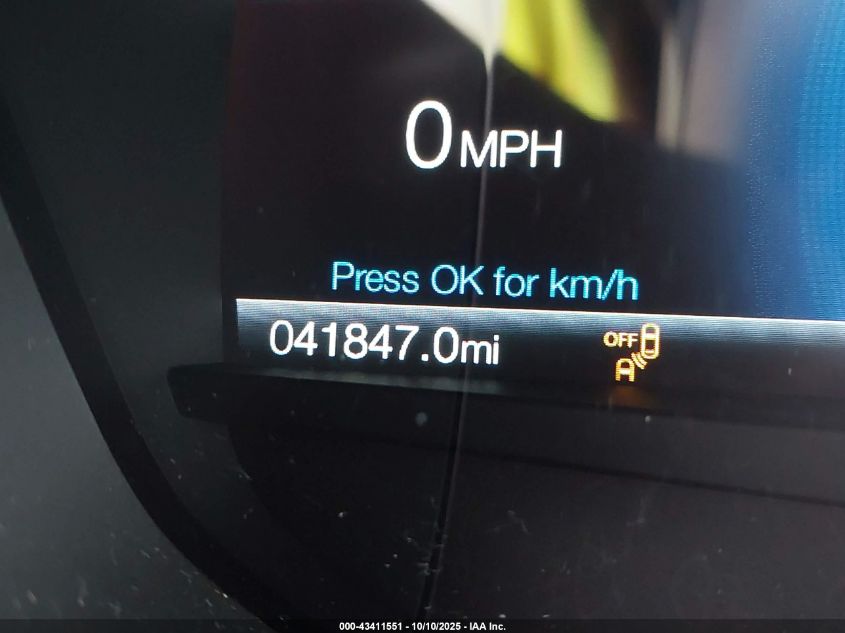 0 MPH
Press OK for km/h
041847.0mi
OFF
000-43411551 - 10/10/2025 - IAA Inc.